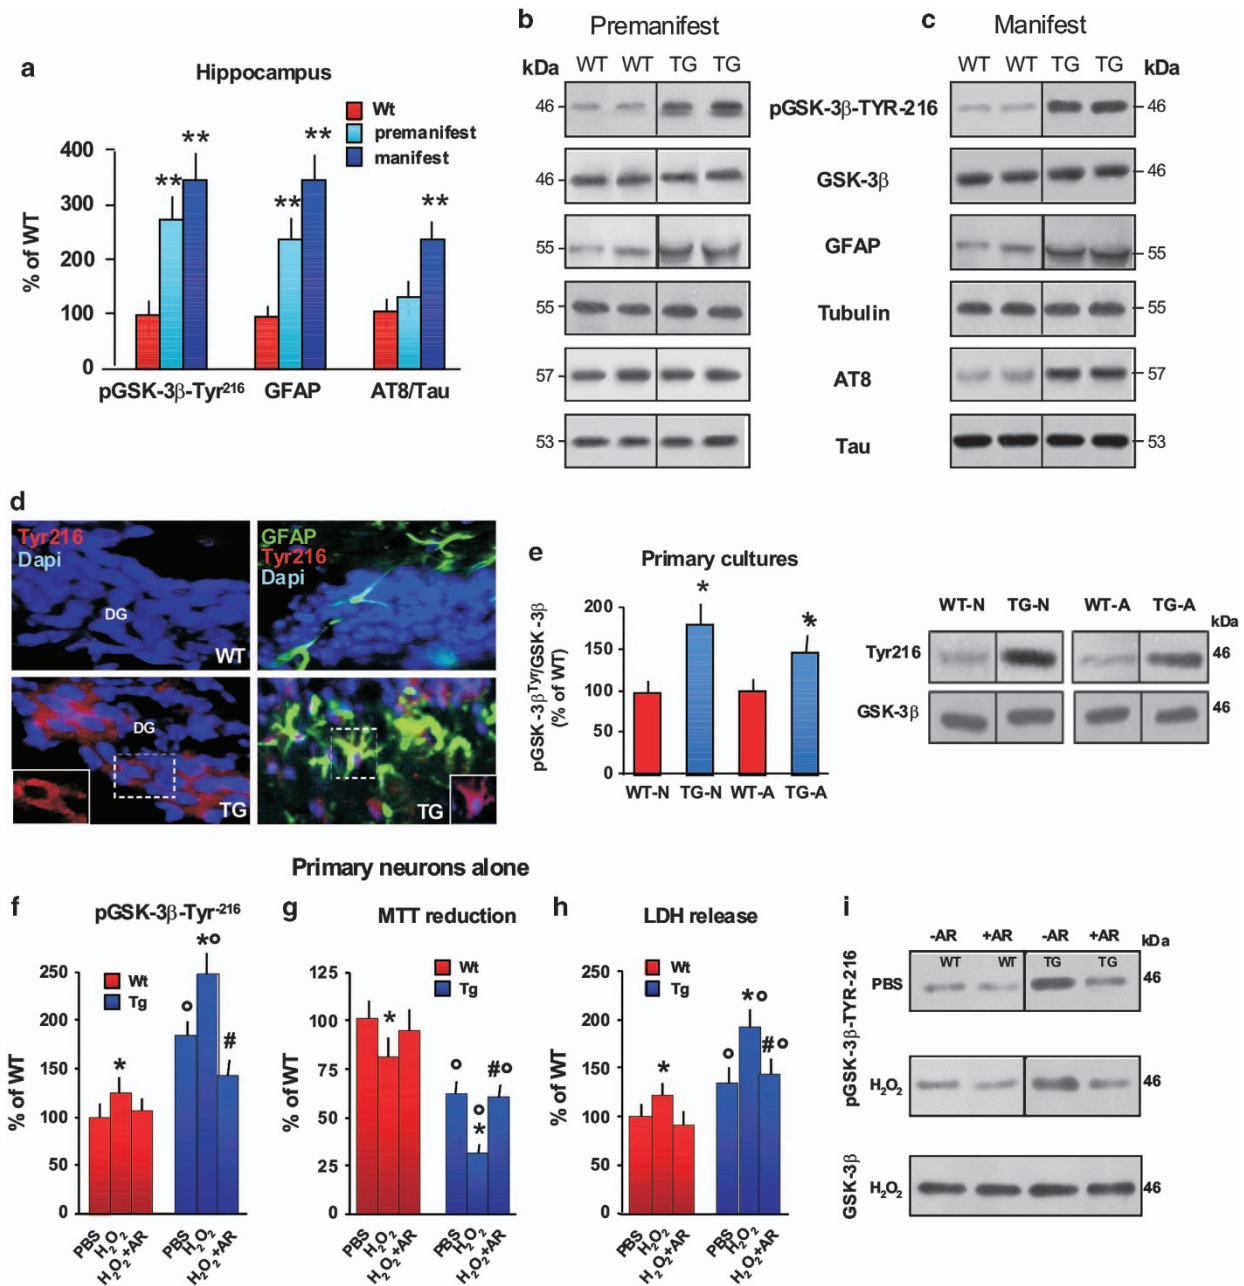 a
Hippocampus
Wt
premanifest
manifest
% of WT
400
300
200
100
0
** ** ** ** **
pGSK-3β-Tyr²¹⁶ GFAP AT8/Tau
b
Premanifest
kDa WT WT TG TG
46
46
55
55
57
53
pGSK-3β-TYR-216
GSK-3β
GFAP
Tubulin
AT8
Tau
c
Manifest
WT WT TG TG kDa
46
46
55
55
57
53
d
Tyr216
Dapi
DG
WT
GFAP
Tyr216
Dapi
DG
TG
TG
e
Primary cultures
pGSK-3βᵀʸʳ/GSK-3β
(% of WT)
200
150
100
50
0
* *
WT-N TG-N WT-A TG-A
WT-N TG-N WT-A TG-A kDa
Tyr216 46
GSK-3β 46
Primary neurons alone
f
pGSK-3β-Tyr⁻²¹⁶
Wt
Tg
% of WT
250
200
150
100
50
0
* ° *° #
PBS H₂O₂ H₂O₂+AR PBS H₂O₂ H₂O₂+AR
g
MTT reduction
Wt
Tg
% of WT
125
100
75
50
25
0
* ° ° * #°
PBS H₂O₂ H₂O₂+AR PBS H₂O₂ H₂O₂+AR
h
LDH release
Wt
Tg
% of WT
250
200
150
100
50
0
* ° *° #°
PBS H₂O₂ H₂O₂+AR PBS H₂O₂ H₂O₂+AR
i
-AR +AR -AR +AR kDa
WT WT TG TG
pGSK-3β-TYR-216
PBS 46
H₂O₂ 46
GSK-3β
H₂O₂ 46